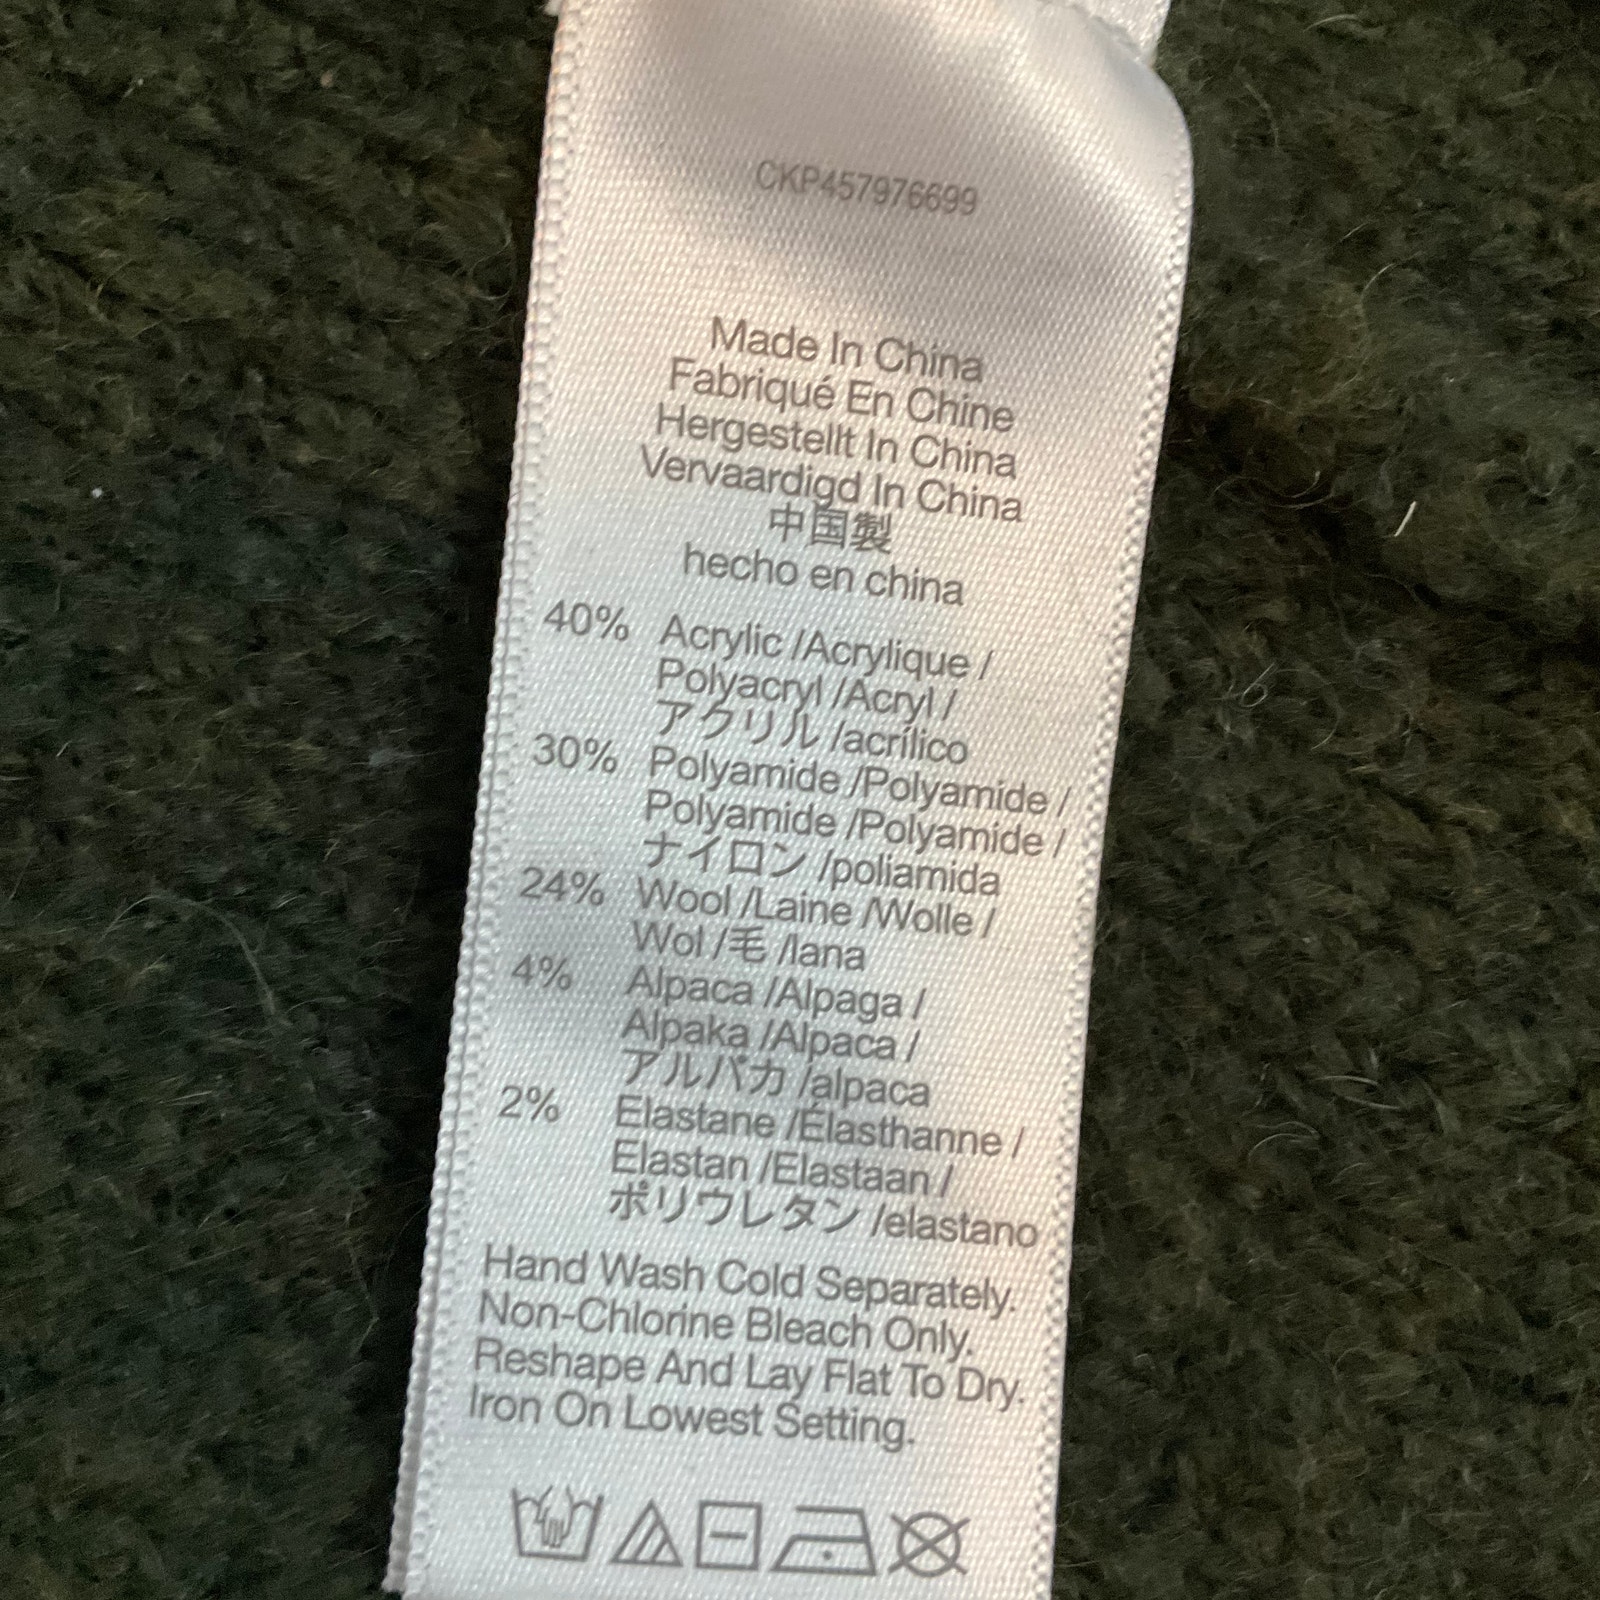 CKP457976699
Made In China
Fabriqué En Chine
Hergestellt In China
Vervaardigd In China
中国製
hecho en china
40% Acrylic /Acrylique /
Polyacryl /Acryl /
アクリル /acrílico
30% Polyamide /Polyamide /
Polyamide /Polyamide /
ナイロン /poliamida
24% Wool /Laine /Wolle /
Wol /毛 /lana
4% Alpaca /Alpaga /
Alpaka /Alpaca /
アルパカ /alpaca
2% Elastane /Élasthanne /
Elastan /Elastaan /
ポリウレタン /elastano
Hand Wash Cold Separately.
Non-Chlorine Bleach Only.
Reshape And Lay Flat To Dry.
Iron On Lowest Setting.